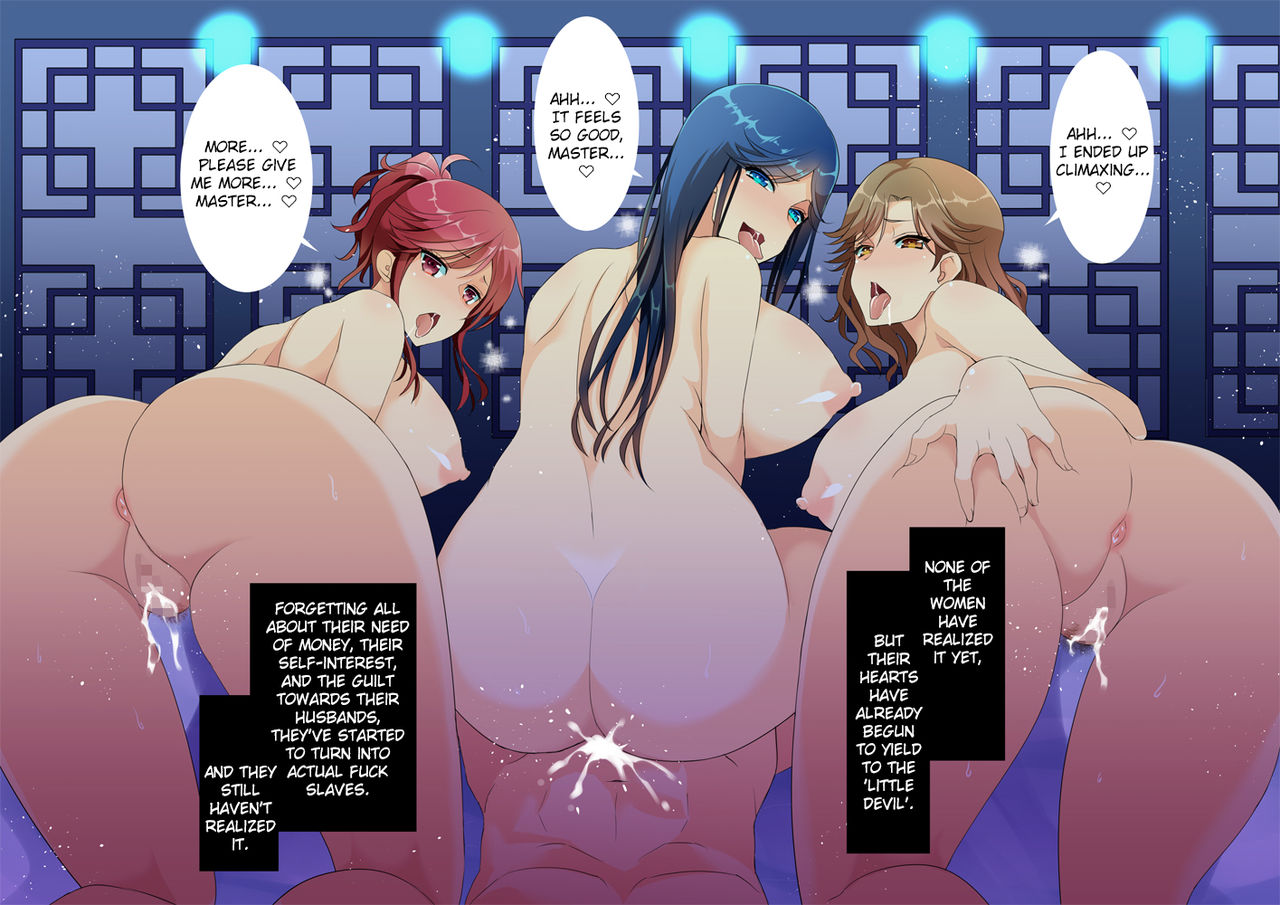 AHH... ♡
I ENDED UP
CLIMAXING...
♡
AHH... ♡
IT FEELS
SO GOOD,
MASTER...
♡
MORE... ♡
PLEASE GIVE
ME MORE... ♡
MASTER... ♡
NONE OF
THE
WOMEN
HAVE
REALIZED
IT YET,
BUT
THEIR
HEARTS
HAVE
ALREADY
BEGUN
TO YIELD
TO THE
'LITTLE
DEVIL'.
FORGETTING ALL
ABOUT THEIR NEED
OF MONEY, THEIR
SELF-INTEREST,
AND THE GUILT
TOWARDS THEIR
HUSBANDS,
THEY'VE STARTED
TO TURN INTO
ACTUAL FUCK
SLAVES.
AND THEY
STILL
HAVEN'T
REALIZED
IT.